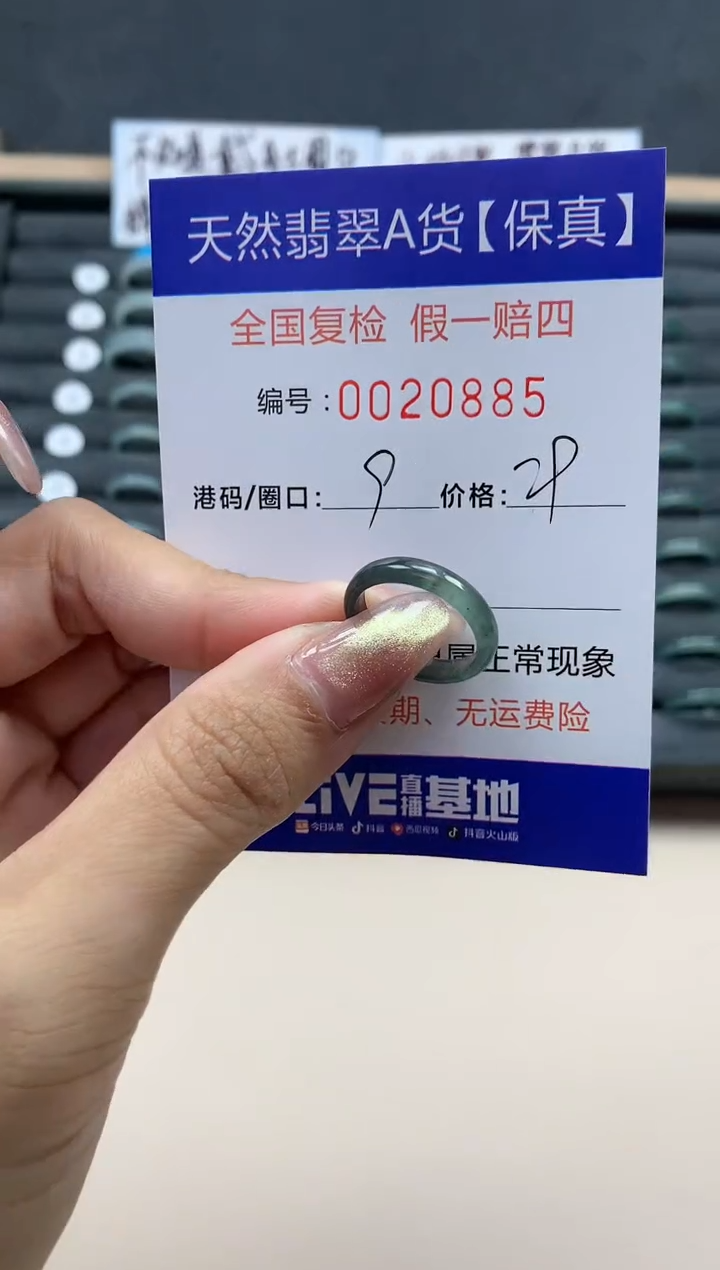 天然翡翠A货【保真】
全国复检 假一赔四
编号：0020885
港码/圈口： 9 价格：
属正常现象
期、无运费险
LIVE直播基地
今日头条 抖音 西瓜视频 抖音火山版